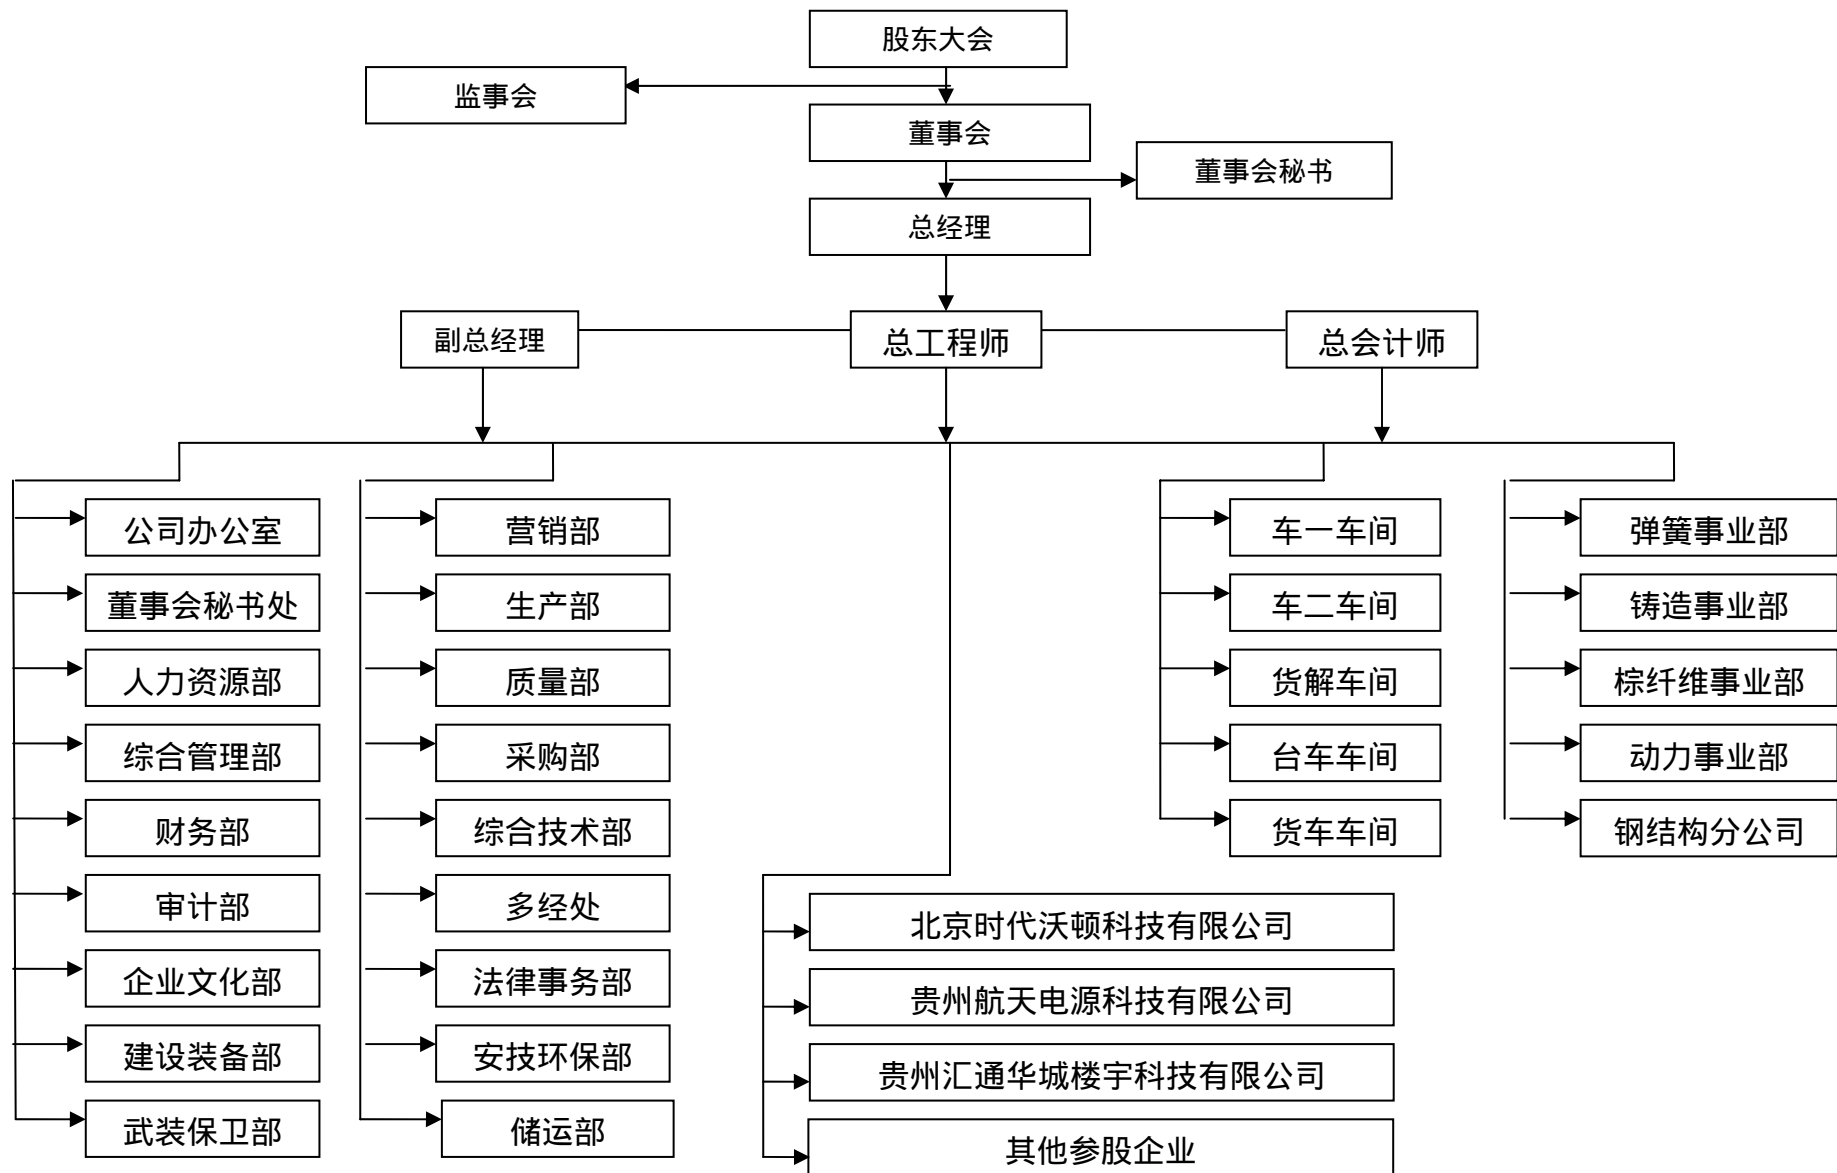 股东大会
监事会
董事会
董事会秘书
总经理
副总经理
总工程师
总会计师
公司办公室
董事会秘书处
人力资源部
综合管理部
财务部
审计部
企业文化部
建设装备部
武装保卫部
营销部
生产部
质量部
采购部
综合技术部
多经处
法律事务部
安技环保部
储运部
北京时代沃顿科技有限公司
贵州航天电源科技有限公司
贵州汇通华城楼宇科技有限公司
其他参股企业
车一车间
车二车间
货解车间
台车车间
货车车间
弹簧事业部
铸造事业部
棕纤维事业部
动力事业部
钢结构分公司